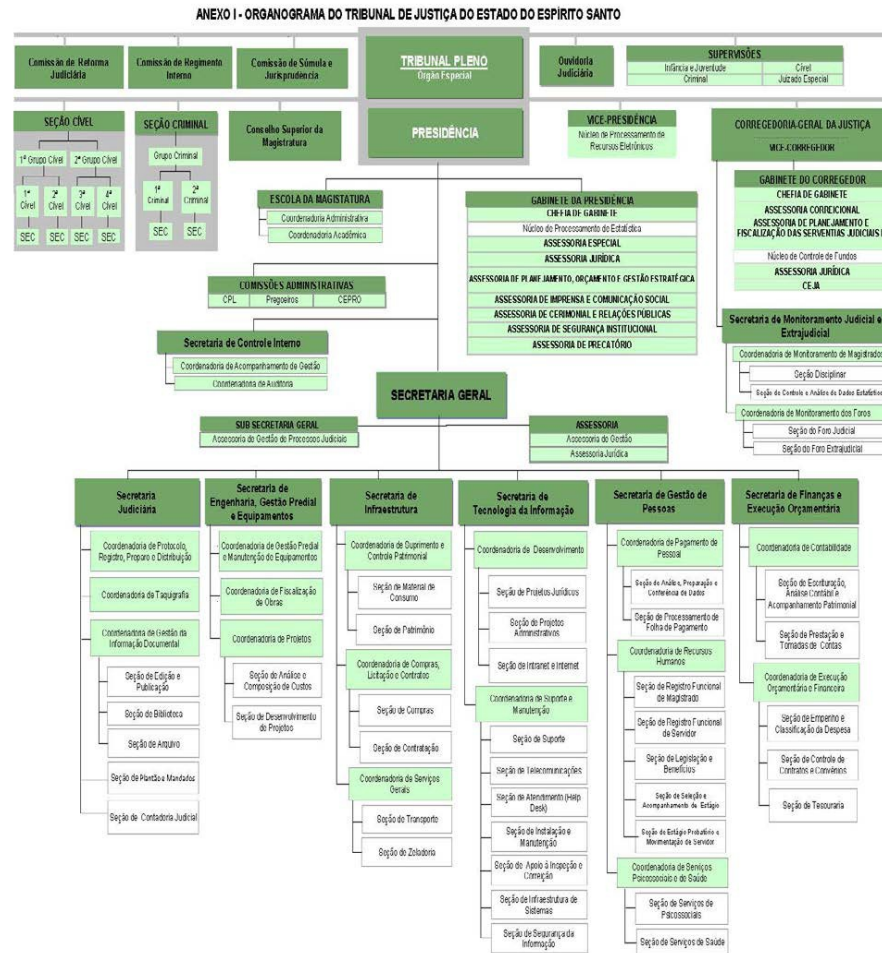 ANEXO I - ORGANOGRAMA DO TRIBUNAL DE JUSTIÇA DO ESTADO DO ESPÍRITO SANTO
Comissão de Reforma
Judiciária
Comissão de Regimento
Interno
Comissão de Súmula e
Jurisprudência
TRIBUNAL PLENO
Órgão Especial
Ouvidoria
Judiciária
SUPERVISÕES
Infância e Juventude
Cível
Criminal
Juizado Especial
SEÇÃO CÍVEL
1º Grupo Cível
2º Grupo Cível
1ª
Cível
2ª
Cível
3ª
Cível
4ª
Cível
SEC
SEC
SEC
SEC
SEÇÃO CRIMINAL
Grupo Criminal
1ª
Criminal
2ª
Criminal
SEC
SEC
Conselho Superior da
Magistratura
PRESIDÊNCIA
VICE-PRESIDÊNCIA
Núcleo de Processamento de
Recursos Eletrônicos
CORREGEDORIA-GERAL DA JUSTIÇA
VICE-CORREGEDOR
GABINETE DO CORREGEDOR
CHEFIA DE GABINETE
ASSESSORIA CORREICIONAL
ASSESSORIA DE PLANEJAMENTO E
FISCALIZAÇÃO DAS SERVENTIAS JUDICIAIS
Núcleo de Controle de Fundos
ASSESSORIA JURÍDICA
CEJA
ESCOLA DA MAGISTRATURA
Coordenadoria Administrativa
Coordenadoria Acadêmica
GABINETE DA PRESIDÊNCIA
CHEFIA DE GABINETE
Núcleo de Processamento de Estatística
ASSESSORIA ESPECIAL
ASSESSORIA JURÍDICA
ASSESSORIA DE PLANEJAMENTO, ORÇAMENTO E GESTÃO ESTRATÉGICA
ASSESSORIA DE IMPRENSA E COMUNICAÇÃO SOCIAL
ASSESSORIA DE CERIMONIAL E RELAÇÕES PÚBLICAS
ASSESSORIA DE SEGURANÇA INSTITUCIONAL
ASSESSORIA DE PRECATÓRIO
COMISSÕES ADMINISTRATIVAS
CPL
Pregoeiros
CEPRO
Secretaria de Controle Interno
Coordenadoria de Acompanhamento de Gestão
Coordenadoria de Auditoria
Secretaria de Monitoramento Judicial e
Extrajudicial
Coordenadoria de Monitoramento de Magistrados
Seção Disciplinar
Seção de Controle e Análise de Dados Estatísticos
Coordenadoria de Monitoramento dos Foros
Seção do Foro Judicial
Seção do Foro Extrajudicial
SECRETARIA GERAL
SUB SECRETARIA GERAL
Assessoria de Gestão de Processos Judiciais
ASSESSORIA
Assessoria de Gestão
Assessoria Jurídica
Secretaria
Judiciária
Coordenadoria de Protocolo,
Registro, Preparo e Distribuição
Coordenadoria de Taquigrafia
Coordenadoria de Gestão da
Informação Documental
Seção de Edição e
Publicação
Seção de Biblioteca
Seção de Arquivo
Seção de Plantão e Mandados
Seção de Contadoria Judicial
Secretaria de
Engenharia, Gestão Predial
e Equipamentos
Coordenadoria de Gestão Predial
e Manutenção de Equipamentos
Coordenadoria de Fiscalização
de Obras
Coordenadoria de Projetos
Seção de Análise e
Composição de Custos
Seção de Desenvolvimento
de Projetos
Secretaria de
Infraestrutura
Coordenadoria de Suprimento e
Controle Patrimonial
Seção de Material de
Consumo
Seção de Patrimônio
Coordenadoria de Compras,
Licitação e Contratos
Seção de Compras
Seção de Contratação
Coordenadoria de Serviços
Gerais
Seção de Transporte
Seção de Zeladoria
Secretaria de
Tecnologia da Informação
Coordenadoria de Desenvolvimento
Seção de Projetos Jurídicos
Seção de Projetos
Administrativos
Seção de Intranet e Internet
Coordenadoria de Suporte e
Manutenção
Seção de Suporte
Seção de Telecomunicações
Seção de Atendimento (Help
Desk)
Seção de Instalação e
Manutenção
Seção de Apoio à Inspeção e
Correição
Seção de Infraestrutura de
Sistemas
Seção de Segurança da
Informação
Secretaria de Gestão de
Pessoas
Coordenadoria de Pagamento de
Pessoal
Seção de Análise, Preparação e
Conferência de Dados
Seção de Processamento de
Folha de Pagamento
Coordenadoria de Recursos
Humanos
Seção de Registro Funcional de
Magistrado
Seção de Registro Funcional
de Servidor
Seção de Legislação e
Benefícios
Seção de Seleção e
Acompanhamento de Estágio
Seção de Estágio Probatório e
Movimentação de Servidor
Coordenadoria de Serviços
Psicossociais e de Saúde
Seção de Serviços de
Psicossociais
Seção de Serviços de Saúde
Secretaria de Finanças e
Execução Orçamentária
Coordenadoria de Contabilidade
Seção de Escrituração,
Análise Contábil e
Acompanhamento Patrimonial
Seção de Prestação e
Tomadas de Contas
Coordenadoria de Execução
Orçamentária e Financeira
Seção de Empenho e
Classificação da Despesa
Seção de Controle de
Contratos e Convênios
Seção de Tesouraria